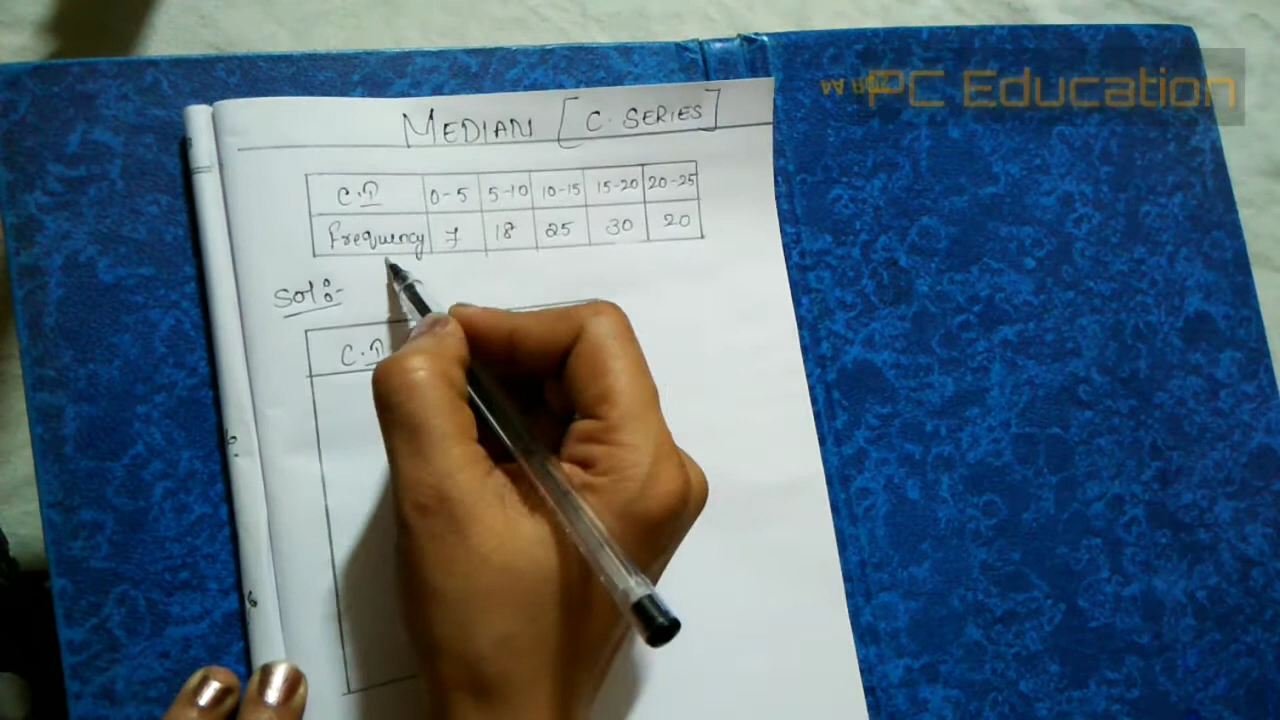 PC Education
MEDIAN [C. SERIES]
C.I 0-5 5-10 10-15 15-20 20-25
Frequency 7 18 25 30 20
Sol:-
C.I